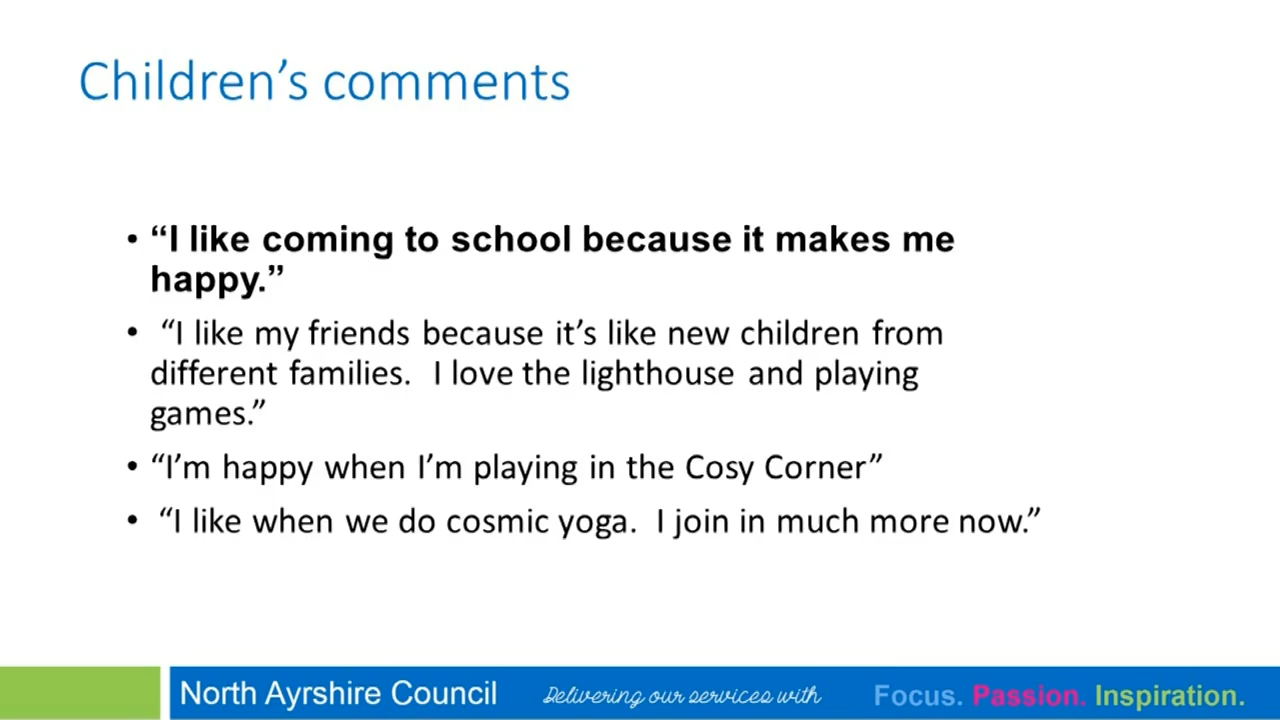 Children’s comments
• “I like coming to school because it makes me
happy.”
• “I like my friends because it’s like new children from
different families. I love the lighthouse and playing
games.”
• “I’m happy when I’m playing in the Cosy Corner”
• “I like when we do cosmic yoga. I join in much more now.”
North Ayrshire Council Delivering our services with Focus. Passion. Inspiration.